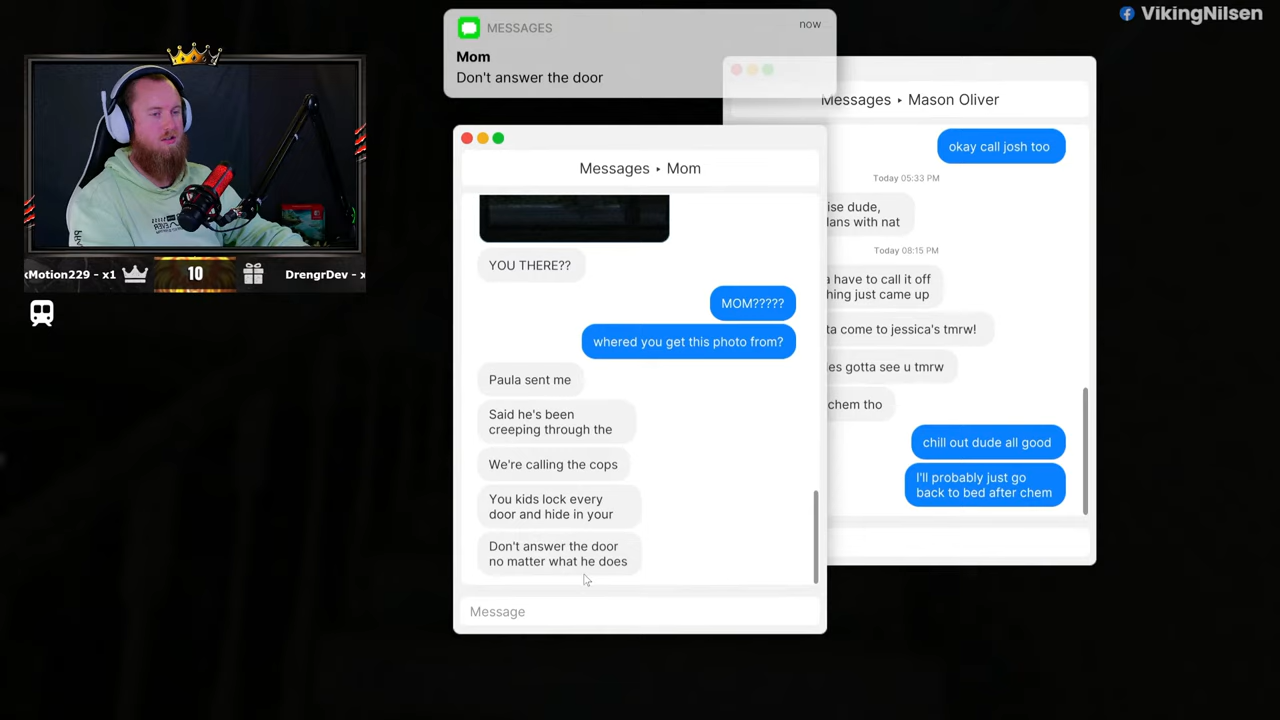 VikingNilsen
MESSAGES
now
Mom
Don't answer the door
Messages ▸ Mason Oliver
okay call josh too
Today 05:33 PM
ise dude,
lans with nat
Today 08:15 PM
a have to call it off
hing just came up
ta come to jessica's tmrw!
es gotta see u tmrw
chem tho
chill out dude all good
I'll probably just go
back to bed after chem
Messages ▸ Mom
YOU THERE??
MOM?????
whered you get this photo from?
Paula sent me
Said he's been
creeping through the
We're calling the cops
You kids lock every
door and hide in your
Don't answer the door
no matter what he does
Message
xMotion229 - x1
10
DrengrDev - x